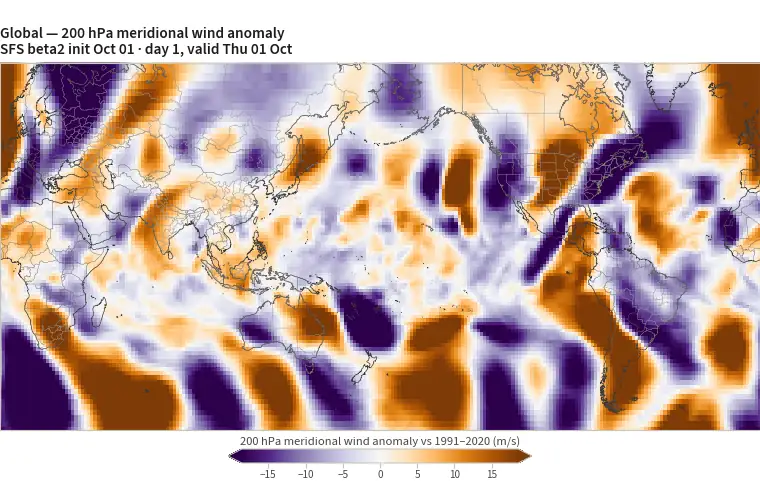 Global — 200 hPa meridional wind anomaly
SFS beta2 init Oct 01 · day 1, valid Thu 01 Oct
200 hPa meridional wind anomaly vs 1991–2020 (m/s)
−15 −10 −5 0 5 10 15